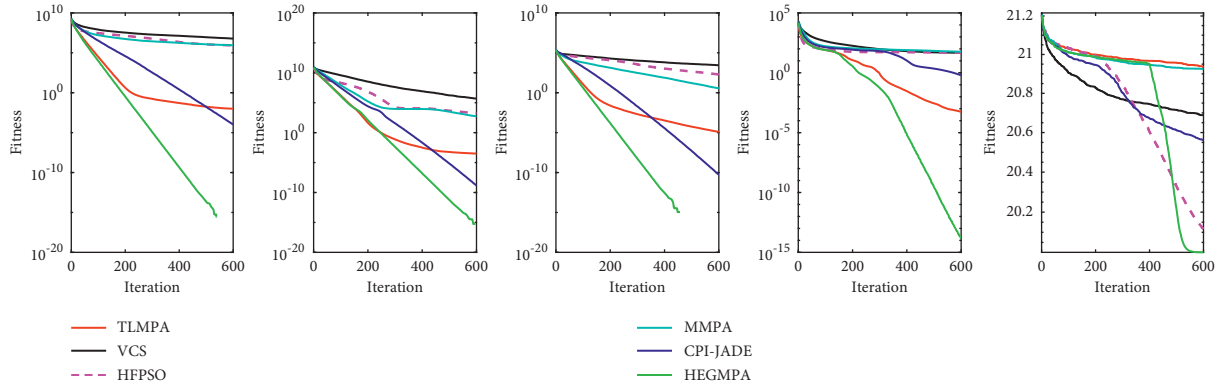 Fitness
10^10
10^0
10^-10
10^-20
0 200 400 600
Iteration
Fitness
10^20
10^10
10^0
10^-10
10^-20
0 200 400 600
Iteration
Fitness
10^10
10^0
10^-10
10^-20
0 200 400 600
Iteration
Fitness
10^5
10^0
10^-5
10^-10
10^-15
0 200 400 600
Iteration
Fitness
21.2
21
20.8
20.6
20.4
20.2
0 200 400 600
Iteration
TLMPA
VCS
HFPSO
MMPA
CPI-JADE
HEGMPA